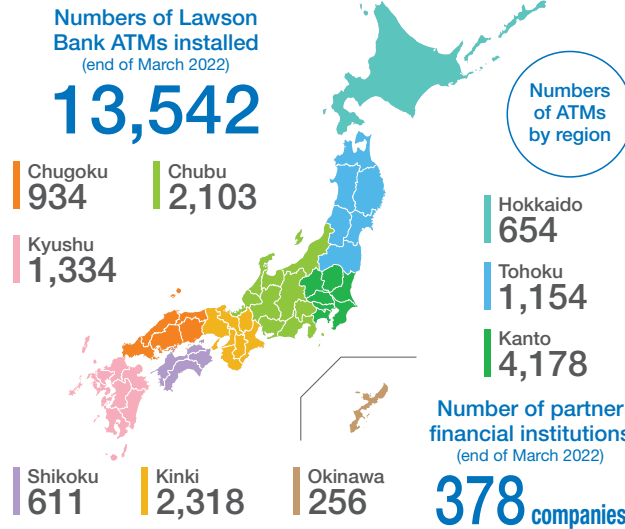 Numbers of Lawson
Bank ATMs installed
(end of March 2022)
13,542
Numbers
of ATMs
by region
Chugoku
934
Chubu
2,103
Kyushu
1,334
Hokkaido
654
Tohoku
1,154
Kanto
4,178
Shikoku
611
Kinki
2,318
Okinawa
256
Number of partner
financial institutions
(end of March 2022)
378 companies